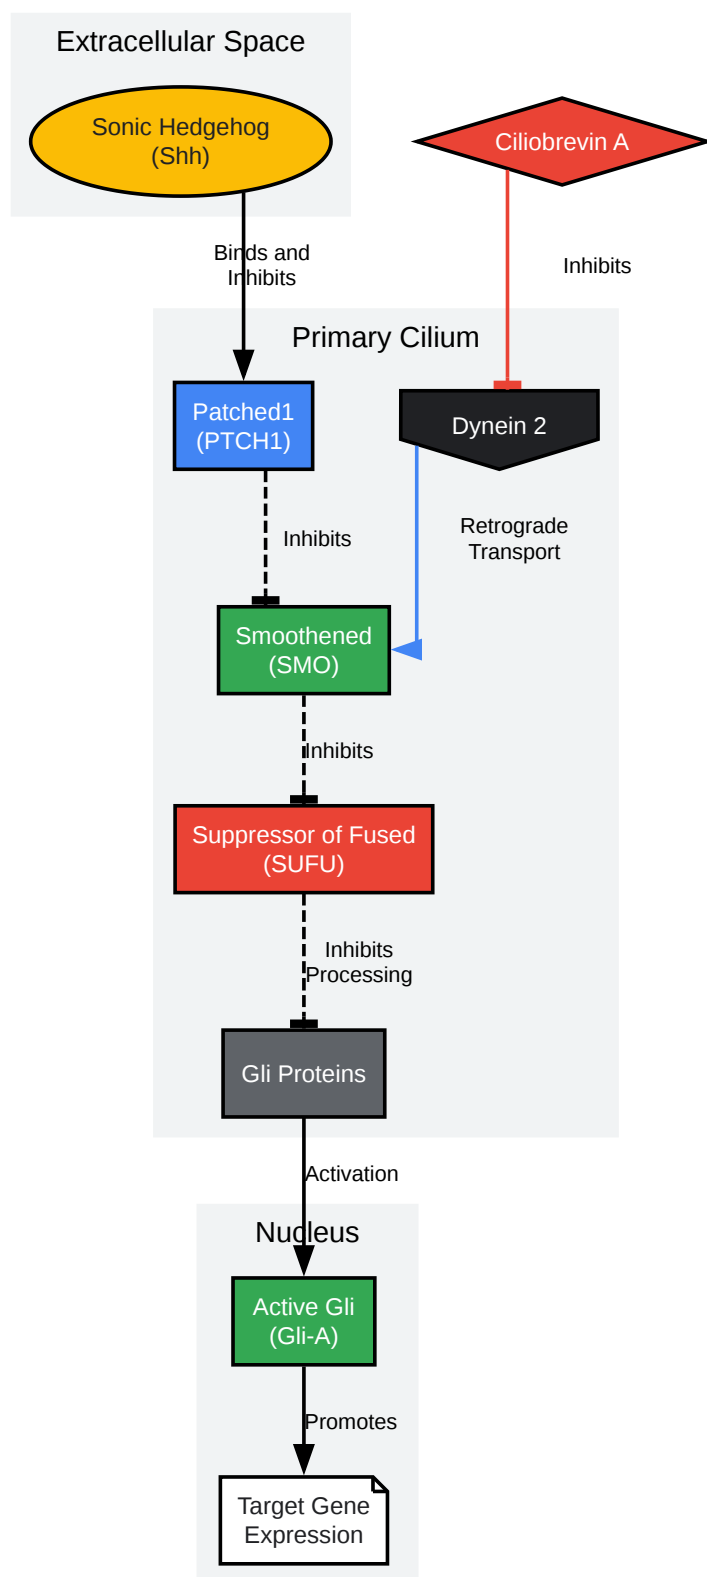 Extracellular Space
Sonic Hedgehog
(Shh)
Ciliobrevin A
Binds and
Inhibits
Inhibits
Primary Cilium
Patched1
(PTCH1)
Dynein 2
Inhibits
Retrograde
Transport
Smoothened
(SMO)
Inhibits
Suppressor of Fused
(SUFU)
Inhibits
Processing
Gli Proteins
Activation
Nucleus
Active Gli
(Gli-A)
Promotes
Target Gene
Expression